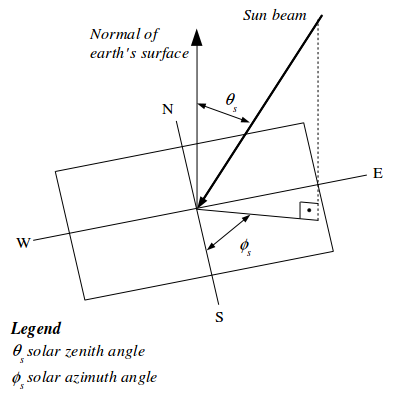 Sun beam
Normal of
earth's surface
θs
N
E
W
ϕs
S
Legend
θs solar zenith angle
ϕs solar azimuth angle